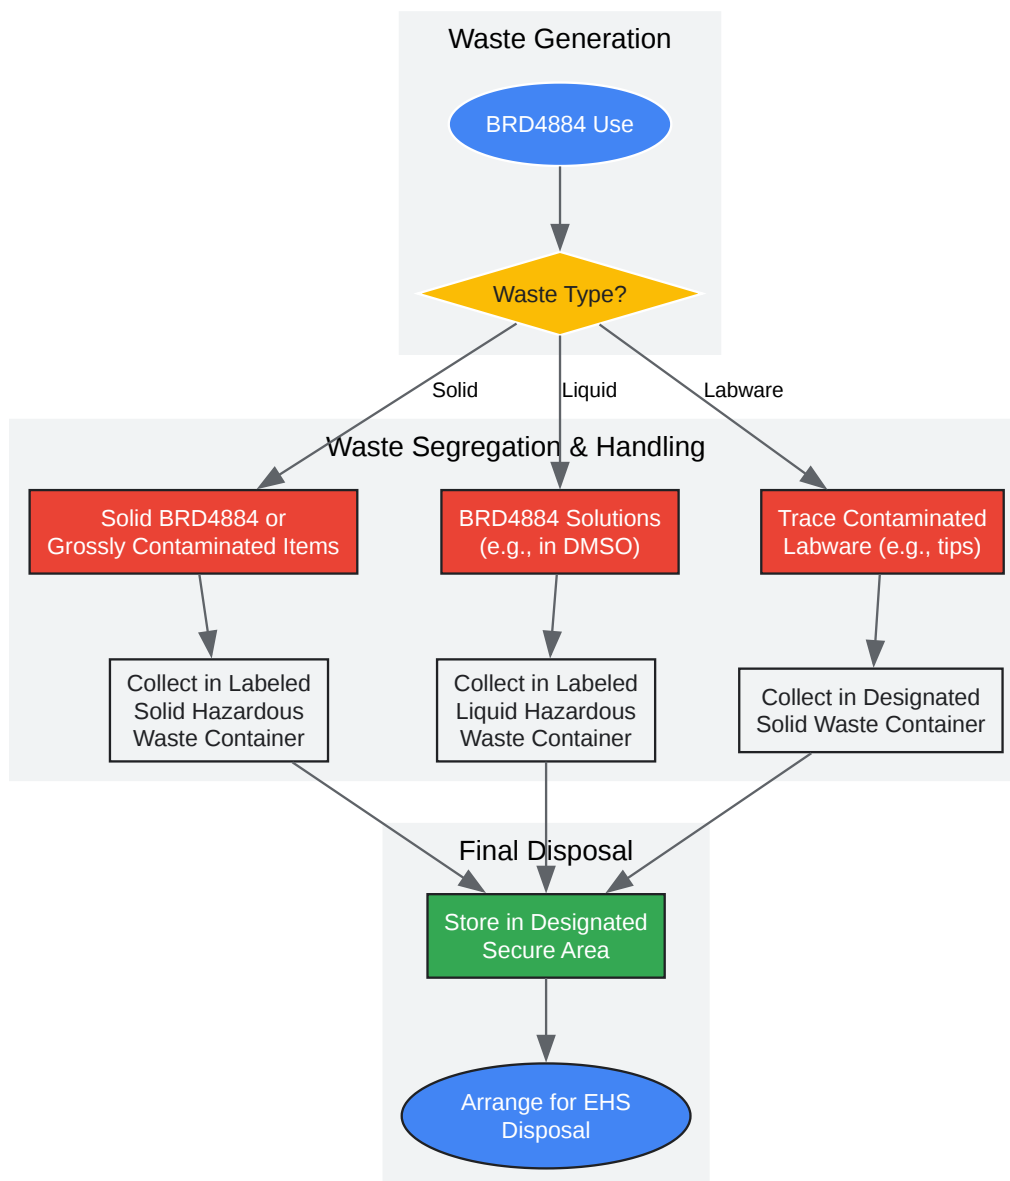 Waste Generation
BRD4884 Use
Waste Type?
Solid
Liquid
Labware
Waste Segregation & Handling
Solid BRD4884 or
Grossly Contaminated Items
BRD4884 Solutions
(e.g., in DMSO)
Trace Contaminated
Labware (e.g., tips)
Collect in Labeled
Solid Hazardous
Waste Container
Collect in Labeled
Liquid Hazardous
Waste Container
Collect in Designated
Solid Waste Container
Final Disposal
Store in Designated
Secure Area
Arrange for EHS
Disposal